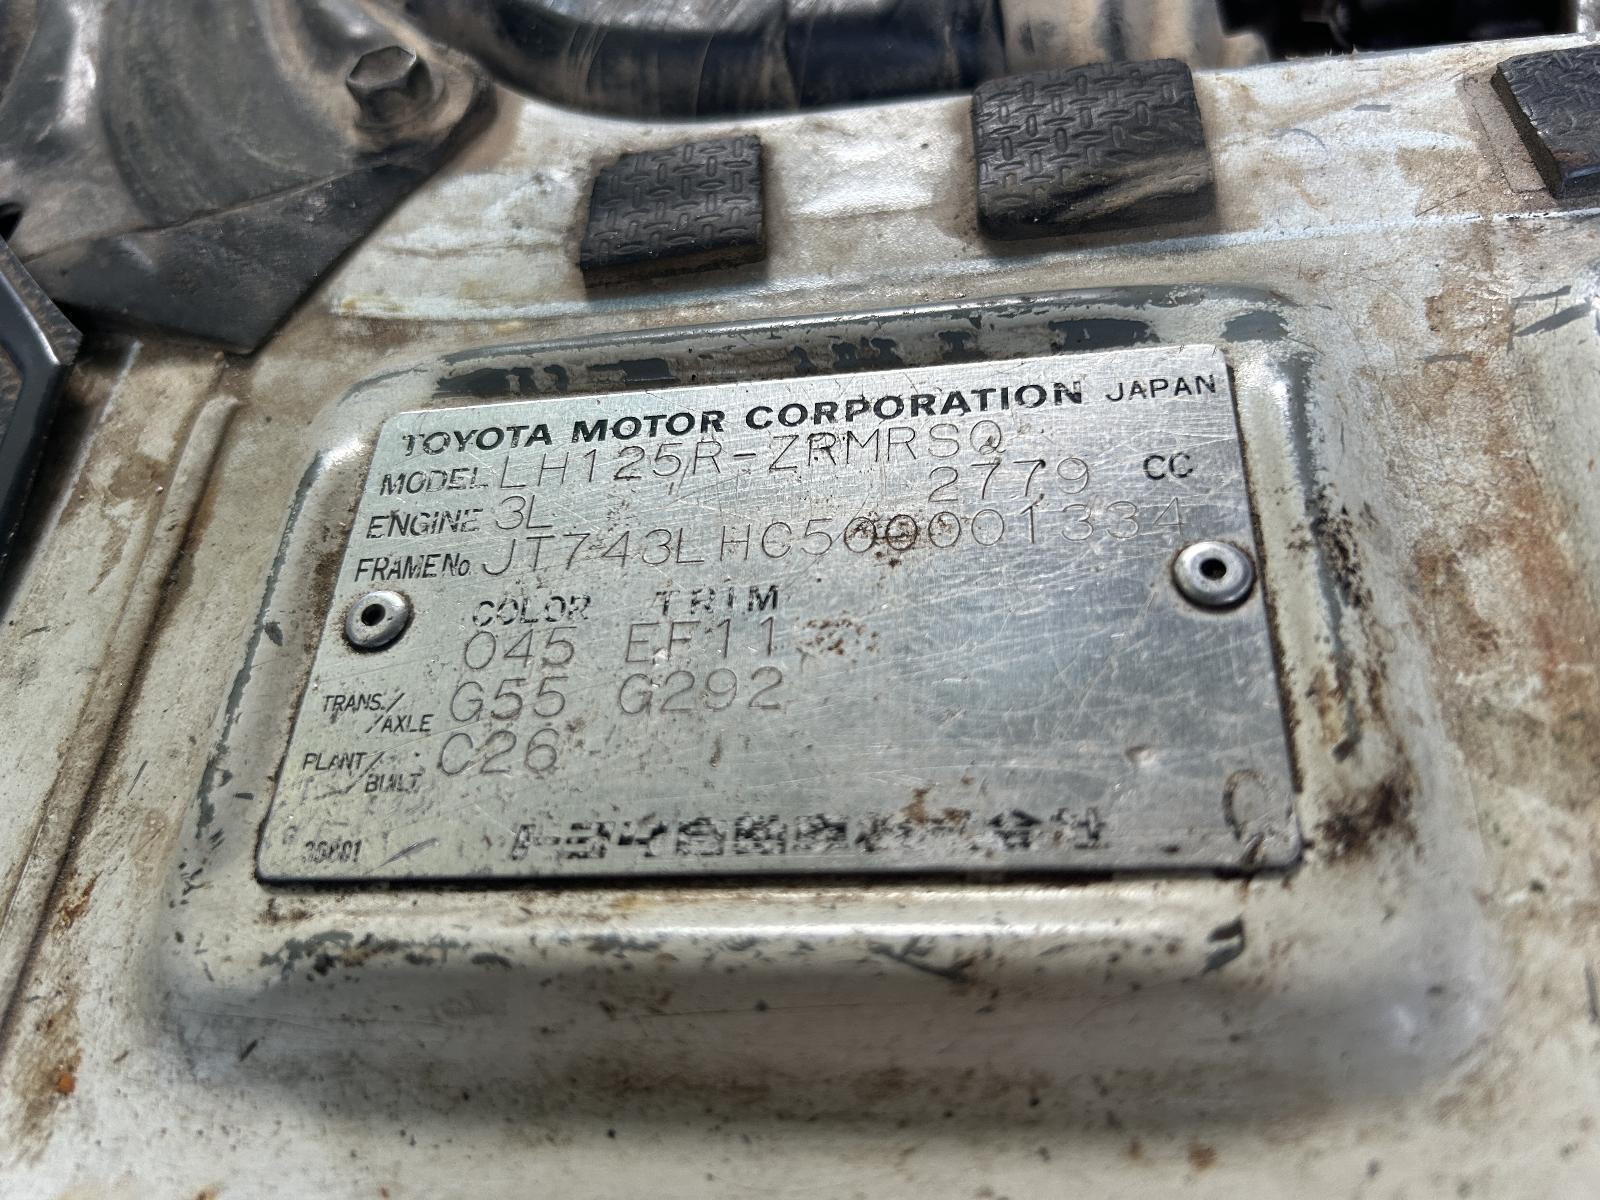 TOYOTA MOTOR CORPORATION JAPAN
MODEL LH125R-ZRMRSQ
ENGINE 3L 2779 CC
FRAME No. JT743LHC500001334
COLOR TRIM
045 EF11
TRANS./AXLE G55 G292
PLANT/BUILT C26